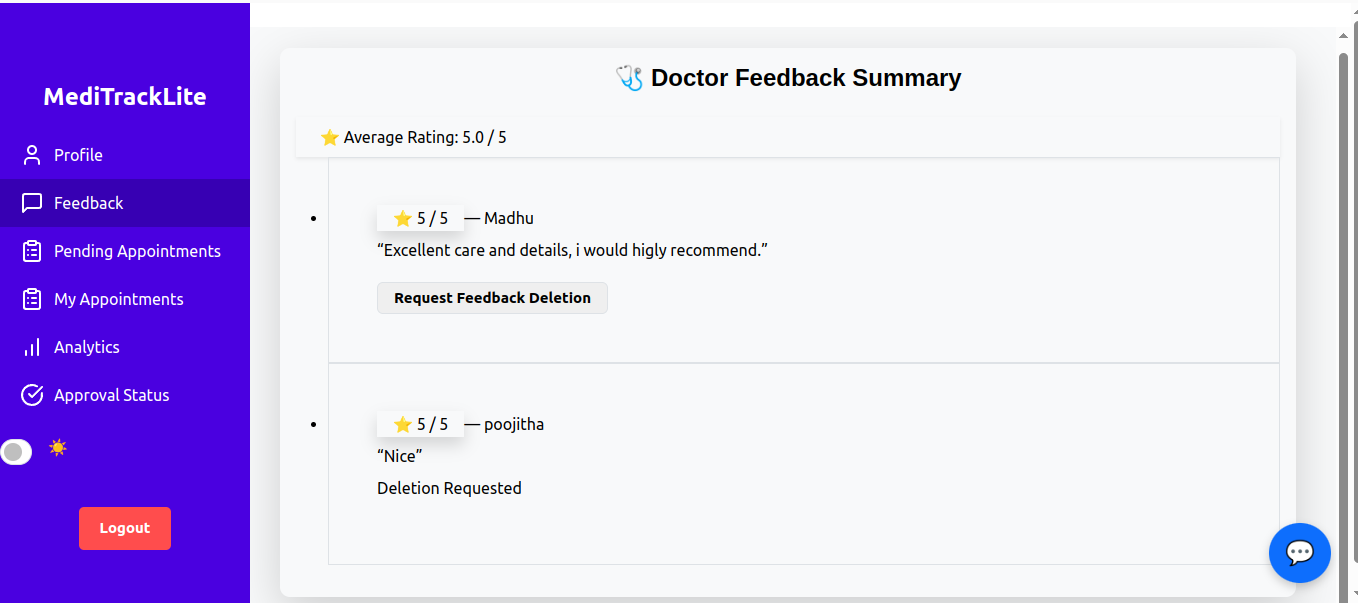 MediTrackLite
Profile
Feedback
Pending Appointments
My Appointments
Analytics
Approval Status
Logout
🩺 Doctor Feedback Summary
⭐ Average Rating: 5.0 / 5
⭐ 5 / 5 — Madhu
“Excellent care and details, i would higly recommend.”
Request Feedback Deletion
⭐ 5 / 5 — poojitha
“Nice”
Deletion Requested